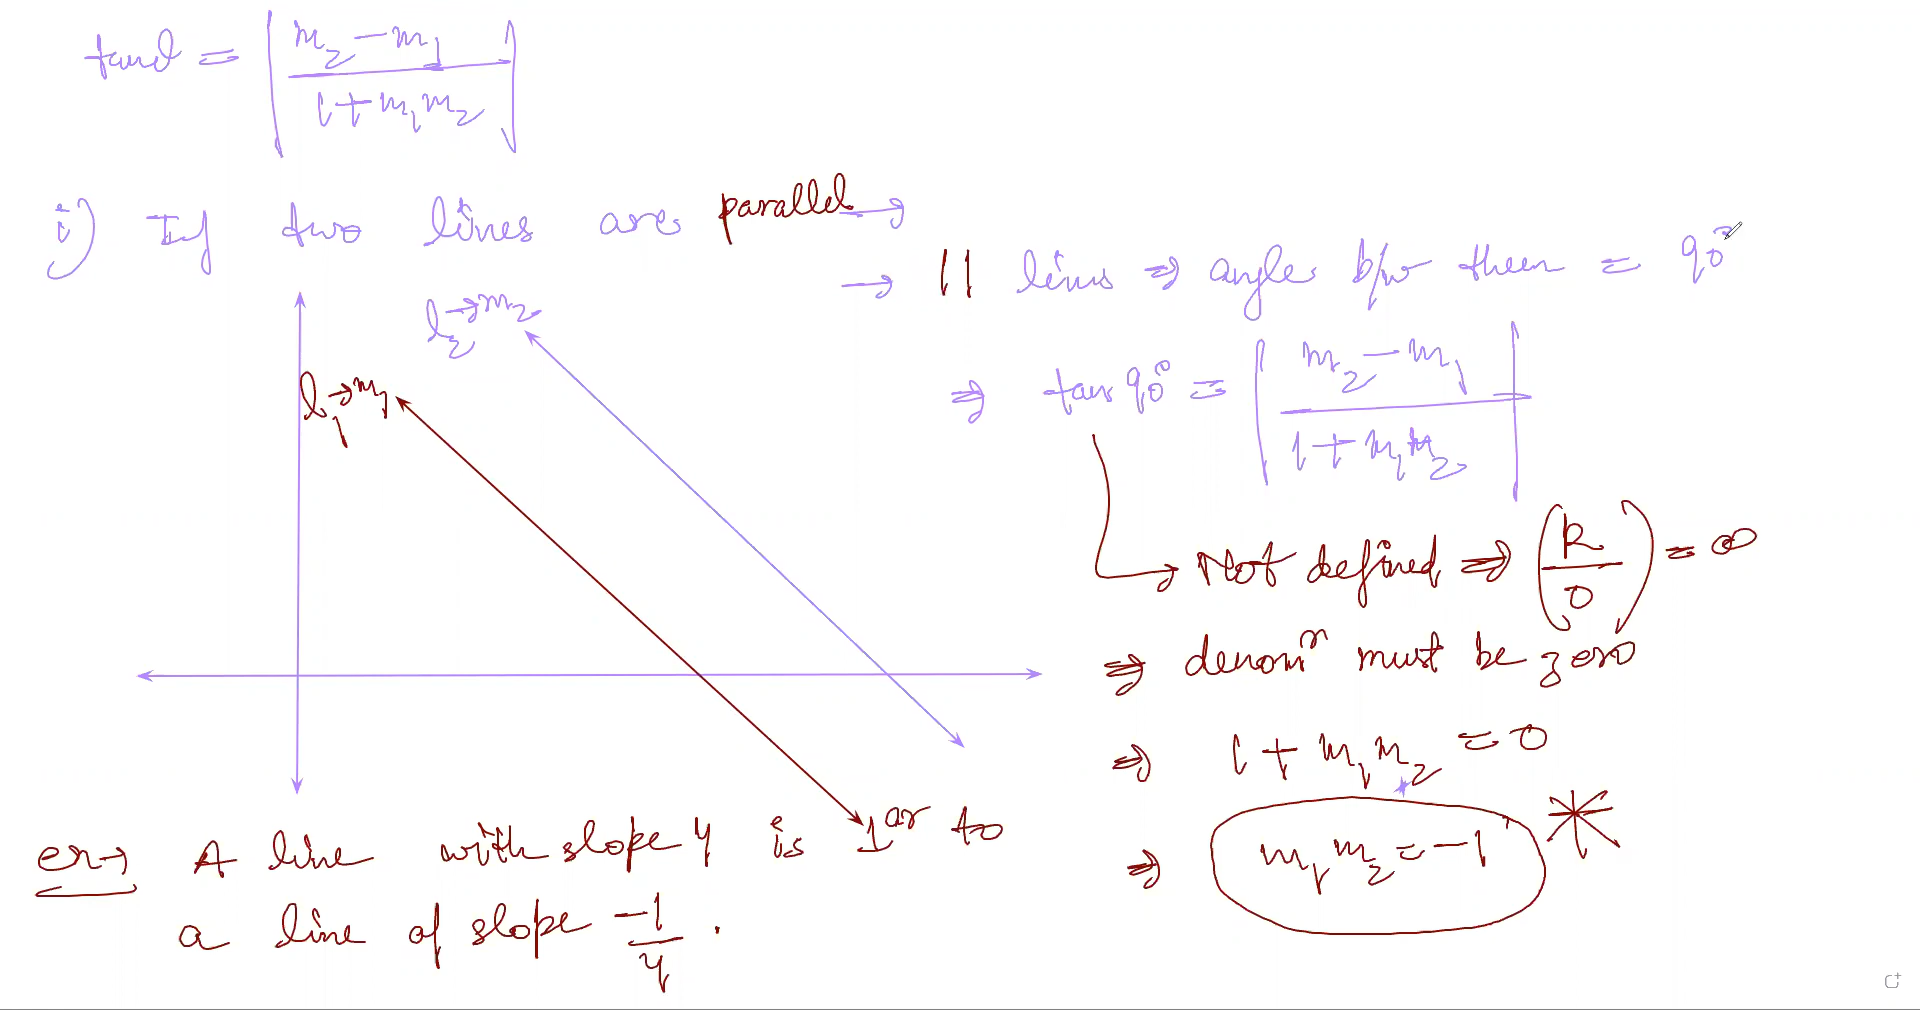 tanθ = | m₂ - m₁ / 1 + m₁m₂ |
i) If two lines are parallel →
→ || lines ⇒ angle b/w them = 90°
l₂ → m₂
l₁ → m₁
⇒ tan 90° = | m₂ - m₁ / 1 + m₁m₂ |
→ Not defined ⇒ (k/0) = ∞
⇒ denomʳ must be zero
⇒ 1 + m₁m₂ = 0
⇒ m₁m₂ = -1 *
ex→ A line with slope 4 is ⊥ar to
a line of slope -1/4 .